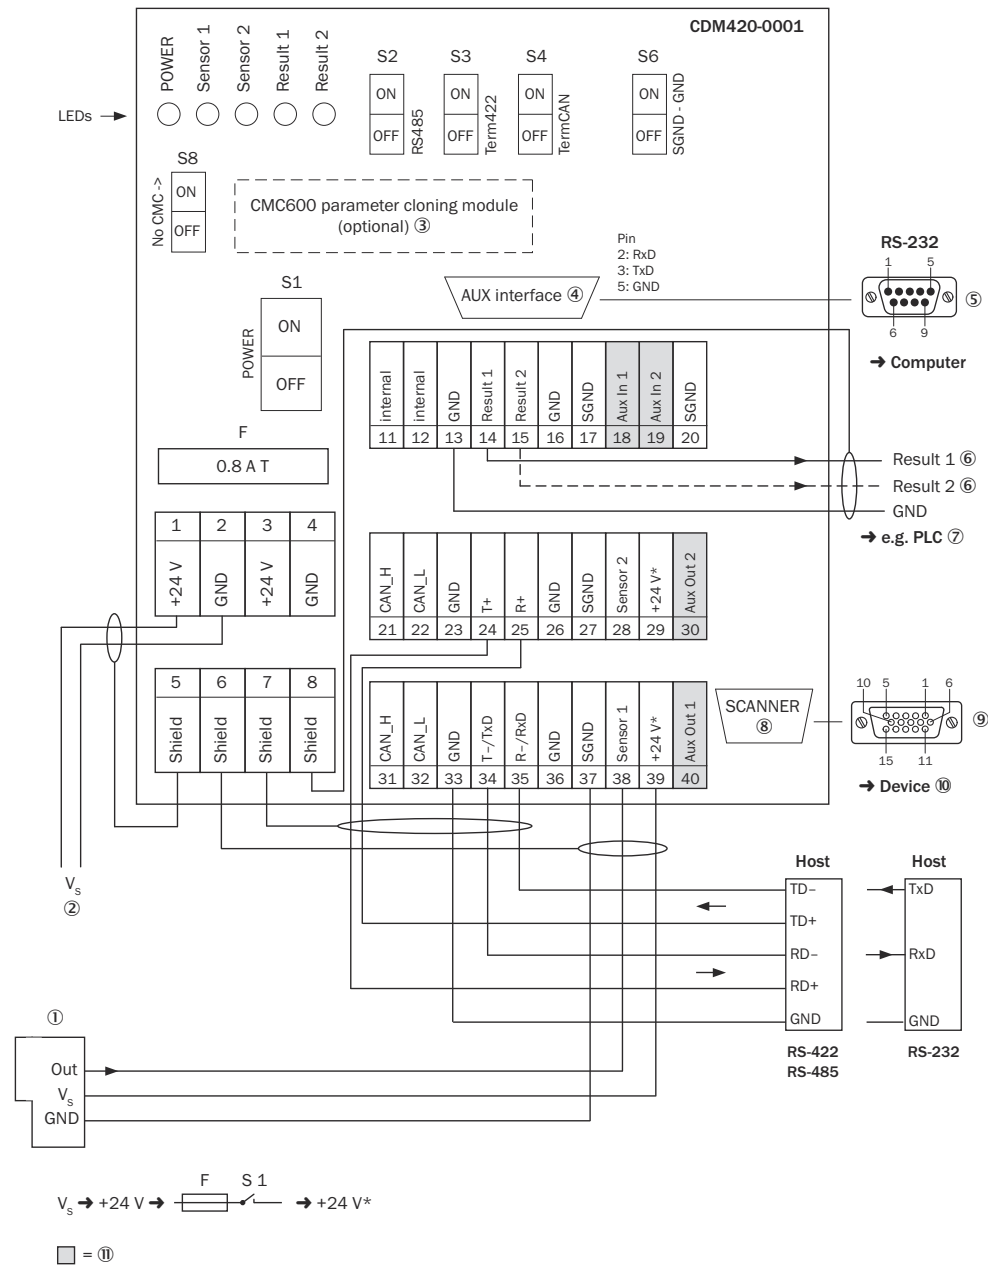 CDM420-0001
POWER
Sensor 1
Sensor 2
Result 1
Result 2
LEDs
S2
ON
OFF
RS485
S3
ON
OFF
Term422
S4
ON
OFF
TermCAN
S6
ON
OFF
SGND - GND
S8
No CMC ->
ON
OFF
CMC600 parameter cloning module
(optional) ③
S1
POWER
ON
OFF
Pin
2: RxD
3: TxD
5: GND
AUX interface ④
RS-232
1 5
⑤
6 9
➔ Computer
F
0.8 A T
internal
internal
GND
Result 1
Result 2
GND
SGND
Aux In 1
Aux In 2
SGND
11 12 13 14 15 16 17 18 19 20
Result 1 ⑥
Result 2 ⑥
GND
➔ e.g. PLC ⑦
1 2 3 4
+24 V
GND
+24 V
GND
CAN_H
CAN_L
GND
T+
R+
GND
SGND
Sensor 2
+24 V*
Aux Out 2
21 22 23 24 25 26 27 28 29 30
5 6 7 8
Shield
Shield
Shield
Shield
CAN_H
CAN_L
GND
T−/TxD
R−/RxD
GND
SGND
Sensor 1
+24 V*
Aux Out 1
31 32 33 34 35 36 37 38 39 40
SCANNER
⑧
10 5 1 6
⑨
15 11
➔ Device ⑩
Vs
②
Host
TD−
TD+
RD−
RD+
GND
RS-422
RS-485
Host
TxD
RxD
GND
RS-232
①
Out
Vs
GND
F S 1
Vs ➔ +24 V ➔ ➔ +24 V*
= ⑪